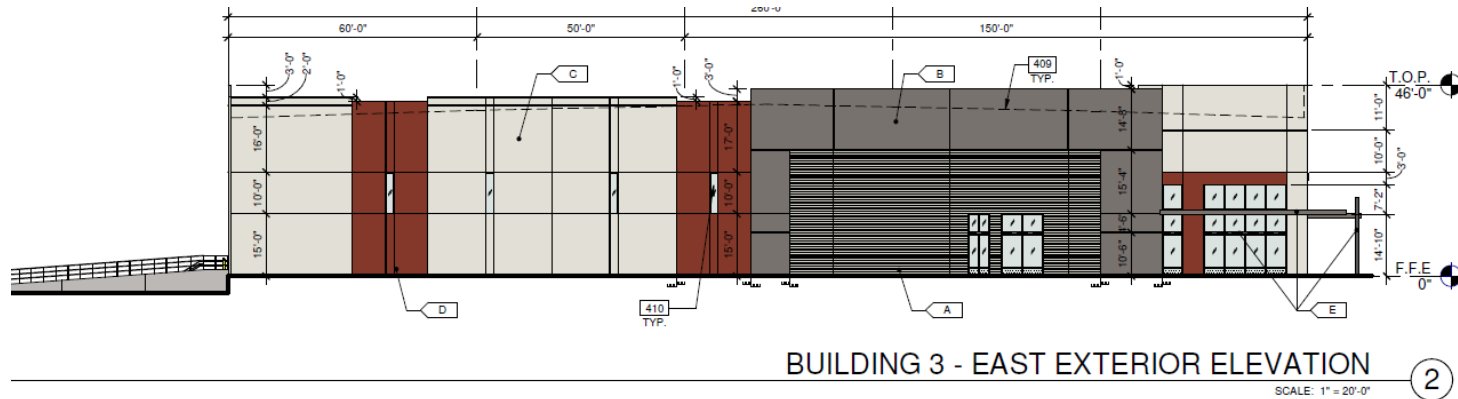 260'-0"
60'-0" 50'-0" 150'-0"
3'-0" 2'-0" 1'-0" C 1'-0" 3'-0" B 409 TYP. 1'-0" T.O.P. 46'-0"
16'-0" 17'-0" 14'-8" 11'-0"
10'-0" 10'-0" 15'-4" 10'-0" 3'-0"
15'-0" 15'-0" 4'-6" 7'-2"
10'-6" 14'-10"
F.F.E 0"
D 410 TYP. A E
BUILDING 3 - EAST EXTERIOR ELEVATION
SCALE: 1" = 20'-0"
2